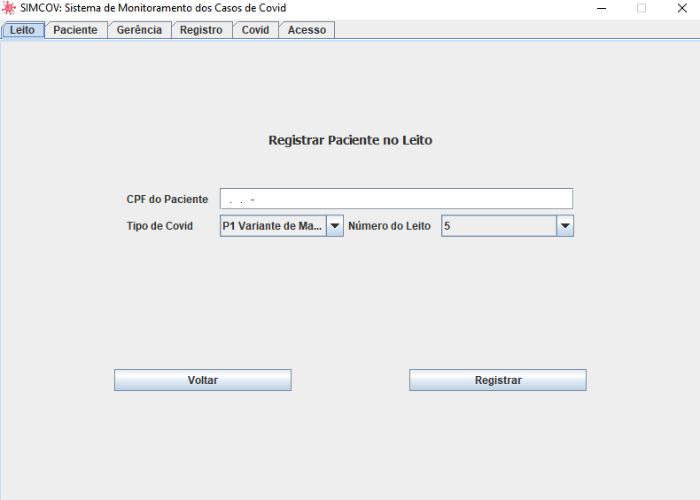 SIMCOV: Sistema de Monitoramento dos Casos de Covid
Leito Paciente Gerência Registro Covid Acesso
Registrar Paciente no Leito
CPF do Paciente . . -
Tipo de Covid P1 Variante de Ma... Número do Leito 5
Voltar Registrar